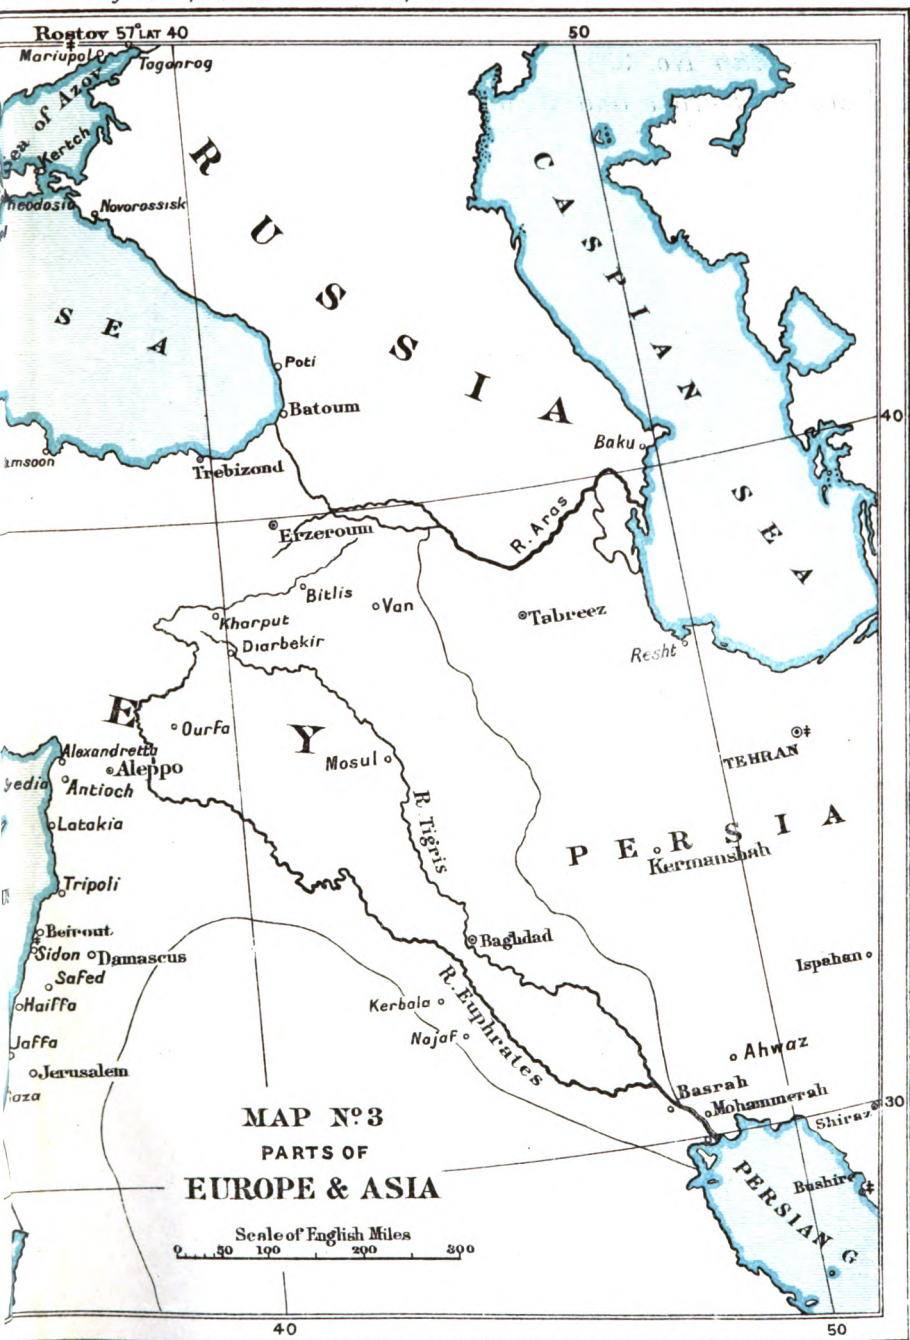 Rostov 57° LAT 40
50
Mariupol
Taganrog
Sea of Azov
Kertch
Theodosia
Novorossisk
RUSSIA
CASPIAN SEA
SEA
Poti
Batoum
40
Baku
amsoon
Trebizond
Erzeroum
R. Aras
Bitlis
Van
Tabreez
Kharput
Diarbekir
Resht
E Y
Ourfa
Mosul
TEHRAN
Alexandretta
Aleppo
Antioch
yedia
R. Tigris
Latakia
PERSIA
Kermanshah
Tripoli
Beirout
Baghdad
Sidon
Damascus
Ispahan
Safed
Kerbala
R. Euphrates
Haiffa
Najaf
Jaffa
Ahwaz
Jerusalem
Basrah
Mohammerah
30
aza
Shiraz
MAP No. 3
PARTS OF
EUROPE & ASIA
Bushire
PERSIAN G
Scale of English Miles
0 50 100 200 300
40
50